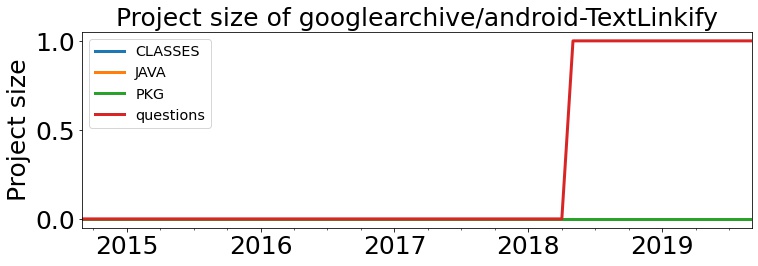 Project size of googlearchive/android-TextLinkify
Project size
1.0
0.5
0.0
CLASSES
JAVA
PKG
questions
2015 2016 2017 2018 2019